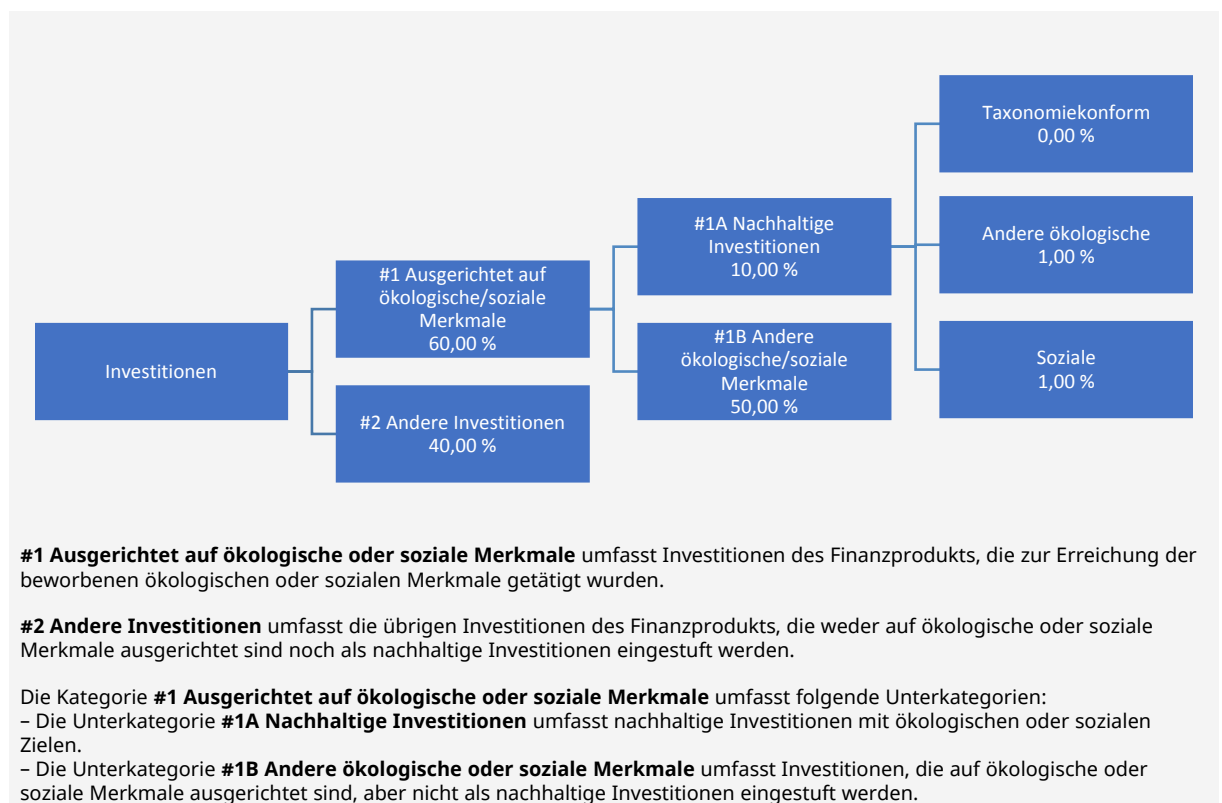 Taxonomiekonform
0,00 %
#1A Nachhaltige
Investitionen
10,00 %
Andere ökologische
1,00 %
#1 Ausgerichtet auf
ökologische/soziale
Merkmale
60,00 %
Investitionen
#1B Andere
ökologische/soziale
Merkmale
50,00 %
Soziale
1,00 %
#2 Andere Investitionen
40,00 %
#1 Ausgerichtet auf ökologische oder soziale Merkmale umfasst Investitionen des Finanzprodukts, die zur Erreichung der
beworbenen ökologischen oder sozialen Merkmale getätigt wurden.
#2 Andere Investitionen umfasst die übrigen Investitionen des Finanzprodukts, die weder auf ökologische oder soziale
Merkmale ausgerichtet sind noch als nachhaltige Investitionen eingestuft werden.
Die Kategorie #1 Ausgerichtet auf ökologische oder soziale Merkmale umfasst folgende Unterkategorien:
– Die Unterkategorie #1A Nachhaltige Investitionen umfasst nachhaltige Investitionen mit ökologischen oder sozialen
Zielen.
– Die Unterkategorie #1B Andere ökologische oder soziale Merkmale umfasst Investitionen, die auf ökologische oder
soziale Merkmale ausgerichtet sind, aber nicht als nachhaltige Investitionen eingestuft werden.